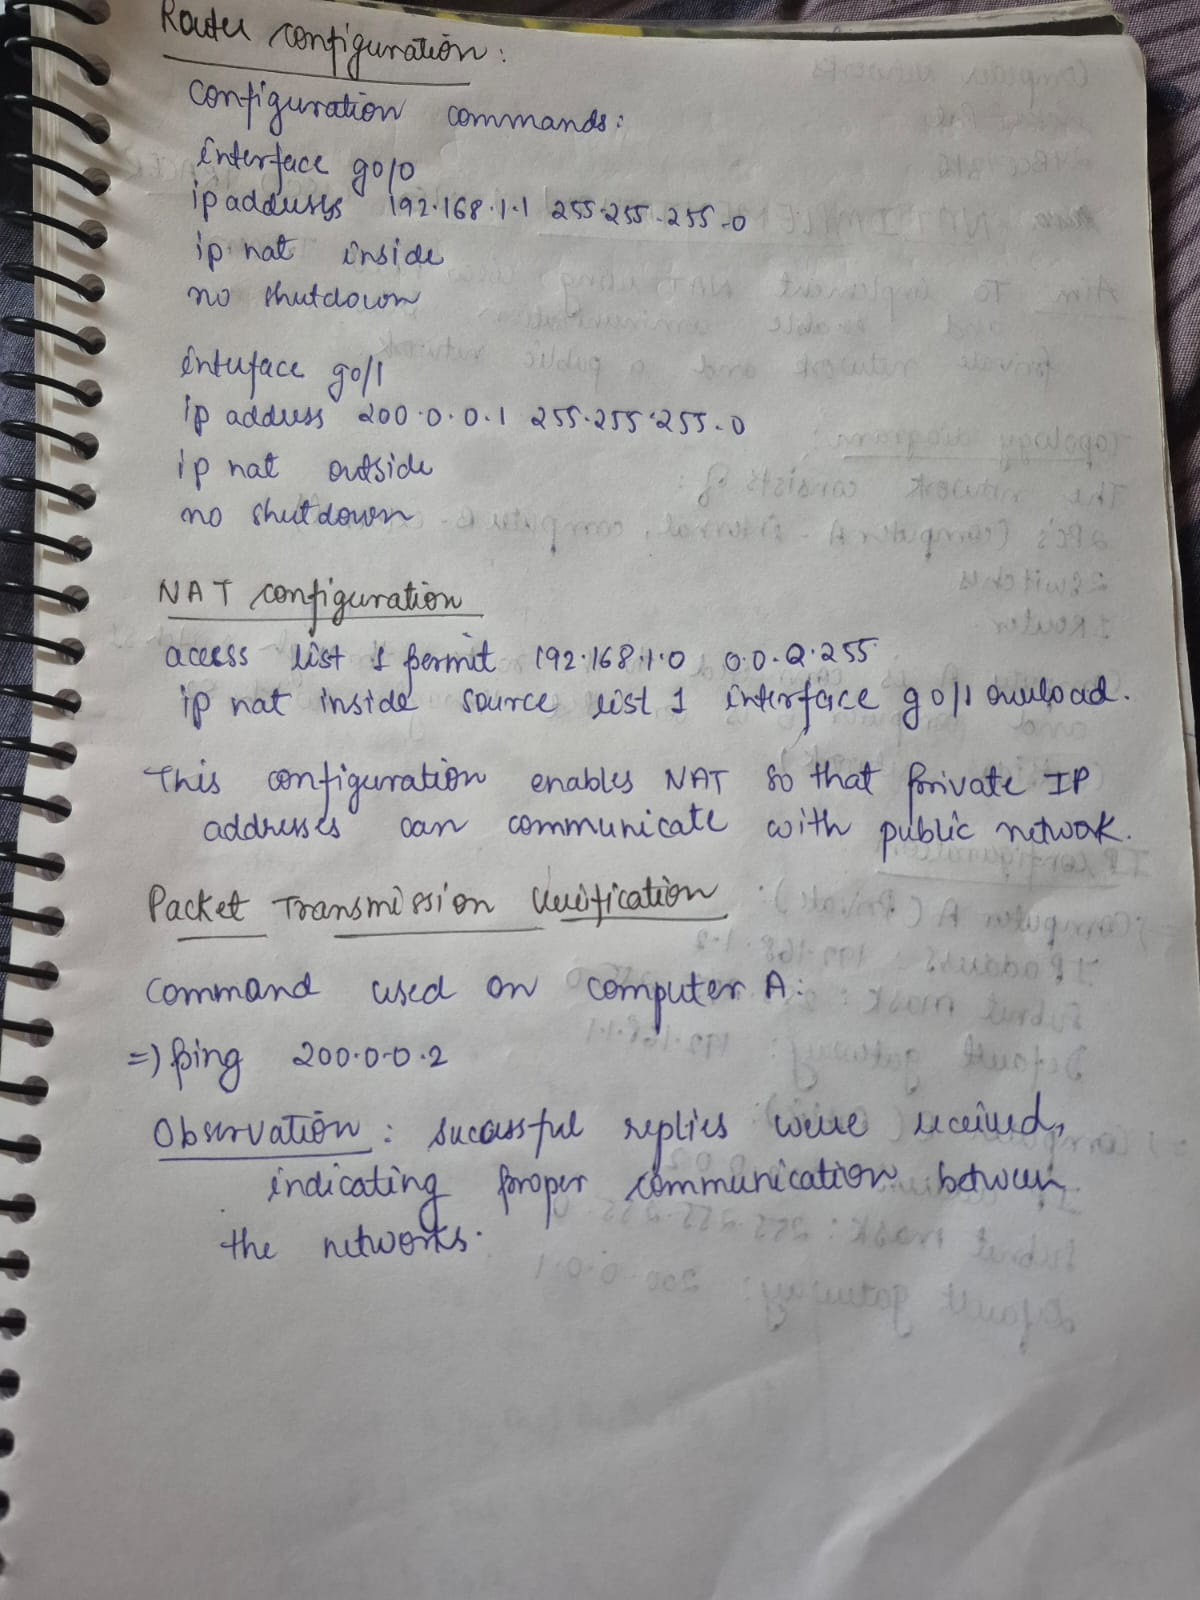 Router configuration:
Configuration commands:
interface go/0
ip address 192.168.1.1 255.255.255.0
ip nat inside
no shutdown
interface go/1
ip address 200.0.0.1 255.255.255.0
ip nat outside
no shutdown
NAT configuration
access list 1 permit 192.168.1.0 0.0.0.255
ip nat inside source list 1 interface go/1 overload.
This configuration enables NAT so that private IP
addresses can communicate with public network.
Packet Transmission Verification
Command used on computer A:
=) ping 200.0.0.2
Observation: successful replies were received,
indicating proper communication between
the networks.